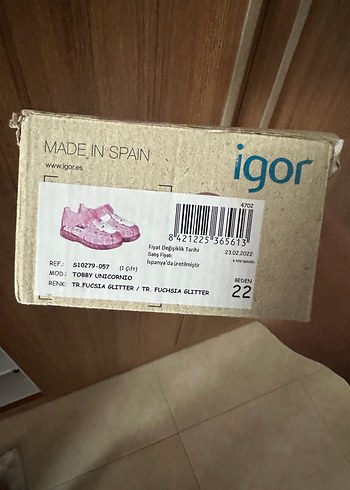 MADE IN SPAIN
www.igor.es
igor
4702
8 421225 365613
Fiyat Değişiklik Tarihi
23.02.2022
Satış Fiyatı:
İspanya'da üretilmiştir
REF.: S10279-057 (1 Çift)
MOD.: TOBBY UNICORNIO
RENK: TR.FUCSIA GLITTER / TR. FUCHSIA GLITTER
BEDEN:
22